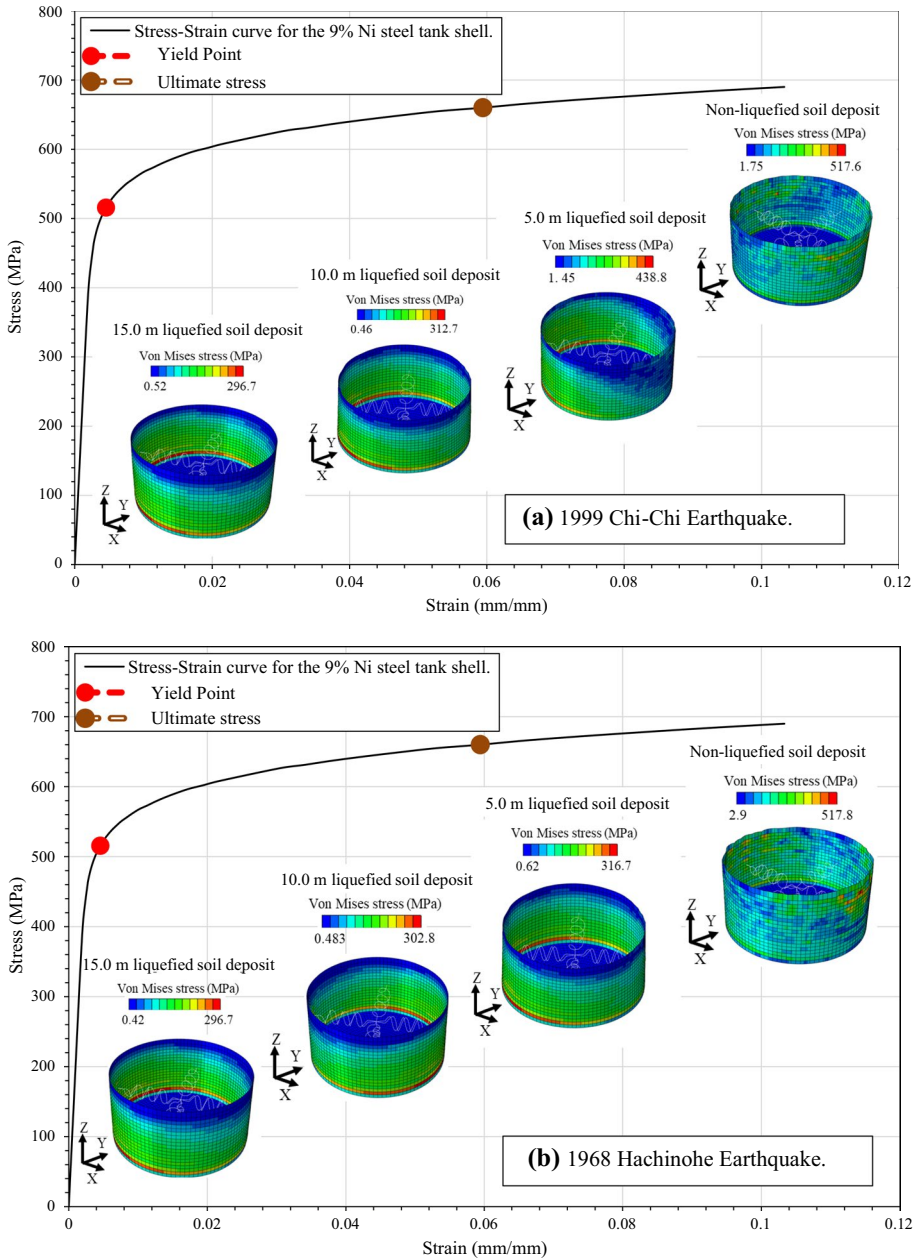 800
700
600
500
400
300
200
100
0
Stress (MPa)
Stress-Strain curve for the 9% Ni steel tank shell.
Yield Point
Ultimate stress
Non-liquefied soil deposit
Von Mises stress (MPa)
1.75 517.6
Z
Y
X
5.0 m liquefied soil deposit
Von Mises stress (MPa)
1.45 438.8
Z
Y
X
10.0 m liquefied soil deposit
Von Mises stress (MPa)
0.46 312.7
Z
Y
X
15.0 m liquefied soil deposit
Von Mises stress (MPa)
0.52 296.7
Z
Y
X
(a) 1999 Chi-Chi Earthquake.
0 0.02 0.04 0.06 0.08 0.1 0.12
Strain (mm/mm)
800
700
600
500
400
300
200
100
0
Stress (MPa)
Stress-Strain curve for the 9% Ni steel tank shell.
Yield Point
Ultimate stress
Non-liquefied soil deposit
Von Mises stress (MPa)
2.9 517.8
Z
Y
X
5.0 m liquefied soil deposit
Von Mises stress (MPa)
0.62 316.7
Z
Y
X
10.0 m liquefied soil deposit
Von Mises stress (MPa)
0.483 302.8
Z
Y
X
15.0 m liquefied soil deposit
Von Mises stress (MPa)
0.42 296.7
Z
Y
X
(b) 1968 Hachinohe Earthquake.
0 0.02 0.04 0.06 0.08 0.1 0.12
Strain (mm/mm)